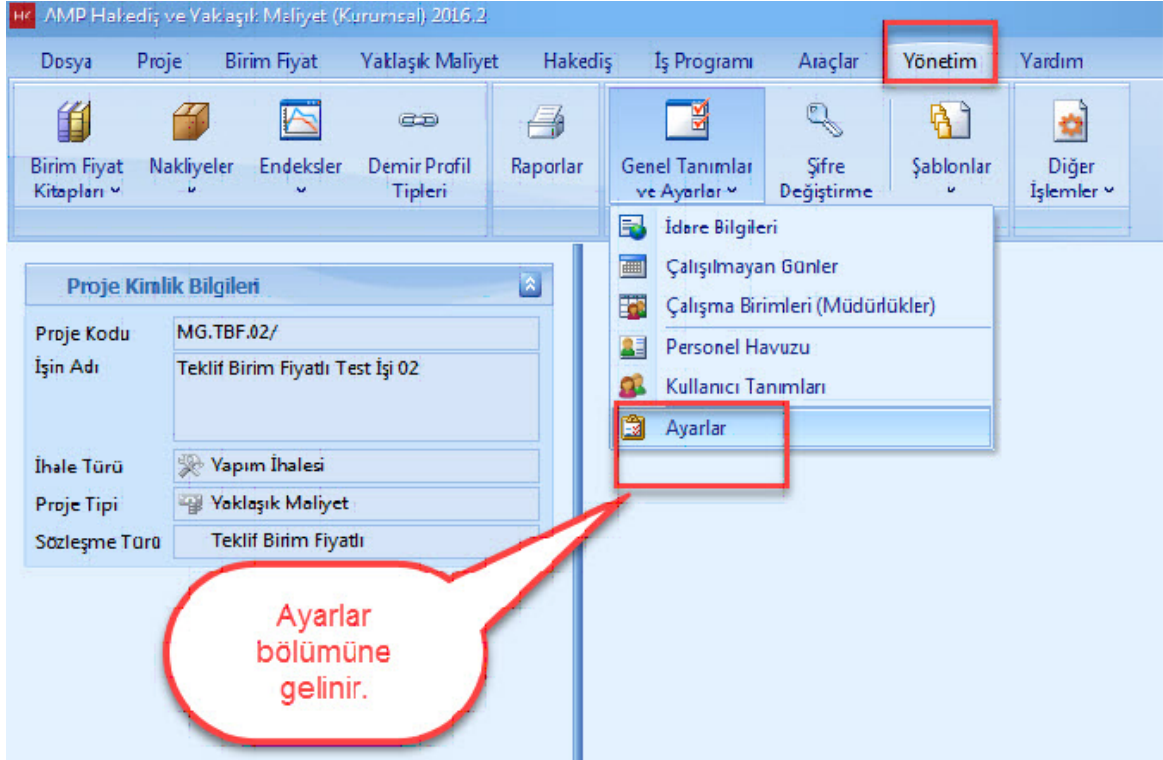 HK AMP Hakediş ve Yaklaşık Maliyet (Kurumsal) 2016.2
Dosya Proje Birim Fiyat Yaklaşık Maliyet Hakediş İş Programı Araçlar Yönetim Yardım
Birim Fiyat Kitapları
Nakliyeler
Endeksler
Demir Profil Tipleri
Raporlar
Genel Tanımlar ve Ayarlar
Şifre Değiştirme
Şablonlar
Diğer İşlemler
İdare Bilgileri
Çalışılmayan Günler
Çalışma Birimleri (Müdürlükler)
Personel Havuzu
Kullanıcı Tanımları
Ayarlar
Proje Kimlik Bilgileri
Proje Kodu MG.TBF.02/
İşin Adı Teklif Birim Fiyatlı Test İşi 02
İhale Türü Yapım İhalesi
Proje Tipi Yaklaşık Maliyet
Sözleşme Türü Teklif Birim Fiyatlı
Ayarlar
bölümüne
gelinir.